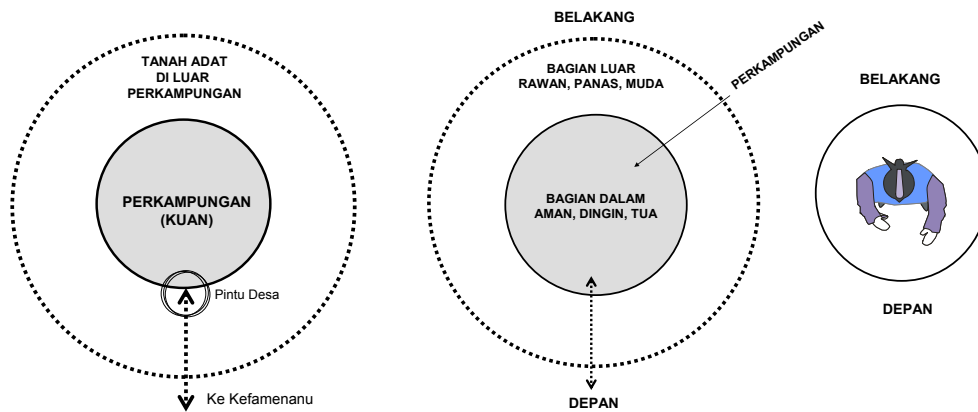 TANAH ADAT
DI LUAR
PERKAMPUNGAN
PERKAMPUNGAN
(KUAN)
Pintu Desa
Ke Kefamenanu
BELAKANG
BAGIAN LUAR
RAWAN, PANAS, MUDA
PERKAMPUNGAN
BAGIAN DALAM
AMAN, DINGIN, TUA
DEPAN
BELAKANG
DEPAN